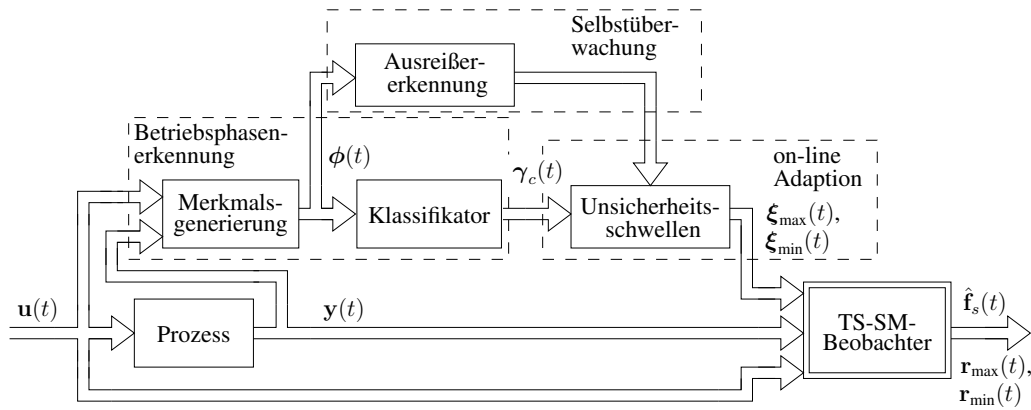 Selbstüber-
wachung
Ausreißer-
erkennung
Betriebsphasen-
erkennung
ϕ(t)
γ_c(t)
on-line
Adaption
Merkmals-
generierung
Klassifikator
Unsicherheits-
schwellen
ξ_max(t),
ξ_min(t)
u(t)
Prozess
y(t)
TS-SM-
Beobachter
f̂_s(t)
r_max(t),
r_min(t)